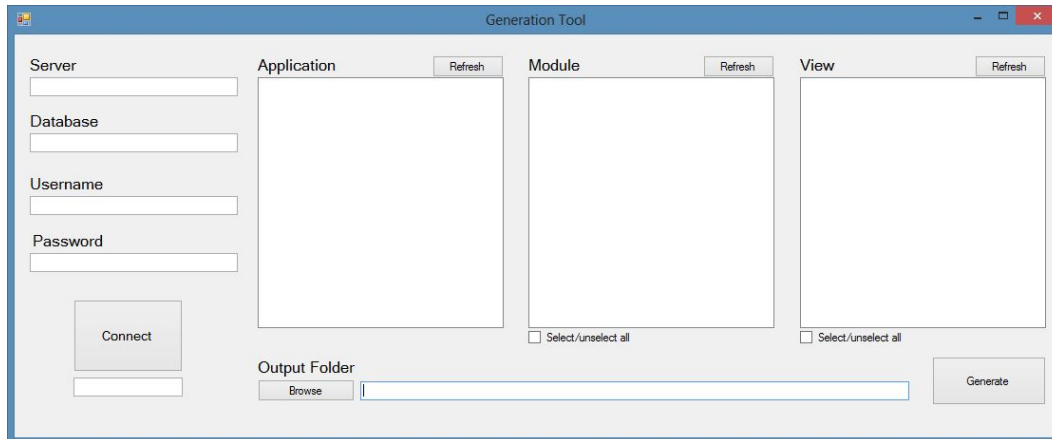 Generation Tool
Server
Application
Refresh
Module
Refresh
View
Refresh
Database
Username
Password
Connect
Select/unselect all
Select/unselect all
Output Folder
Browse
Generate